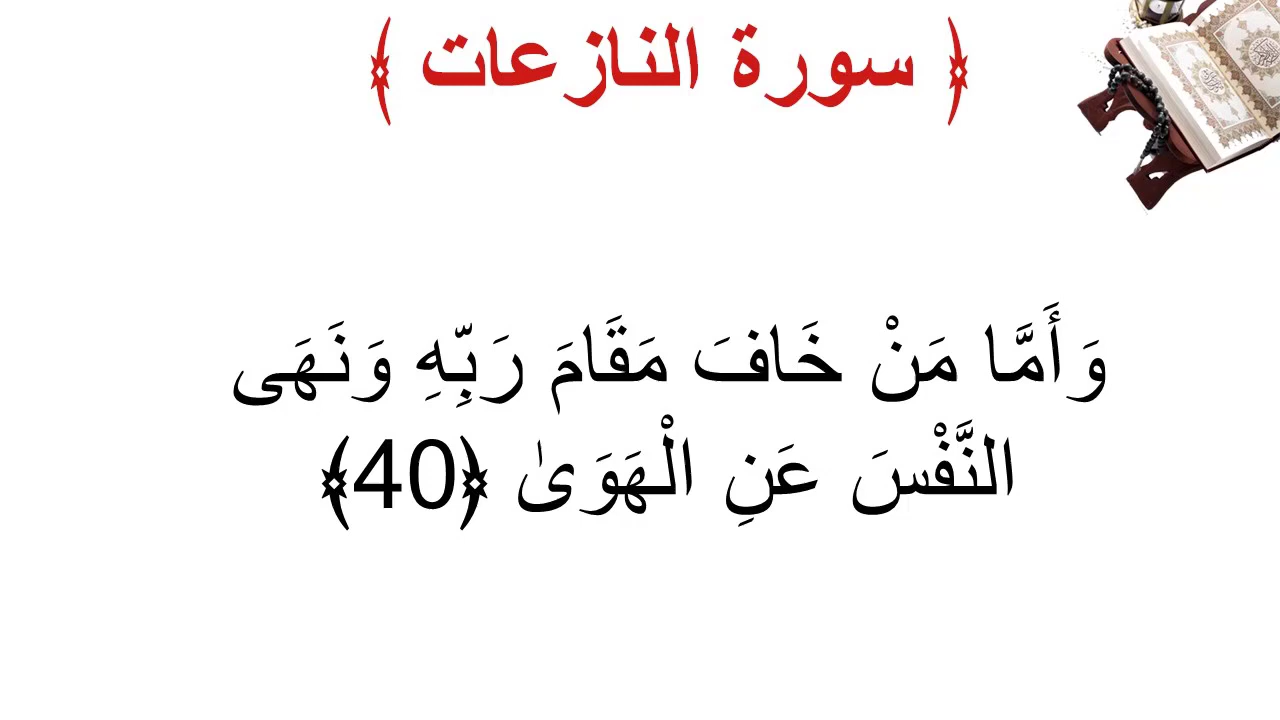 ﴿ سورة النازعات ﴾
وَأَمَّا مَنْ خَافَ مَقَامَ رَبِّهِ وَنَهَى
النَّفْسَ عَنِ الْهَوَىٰ ﴿40﴾